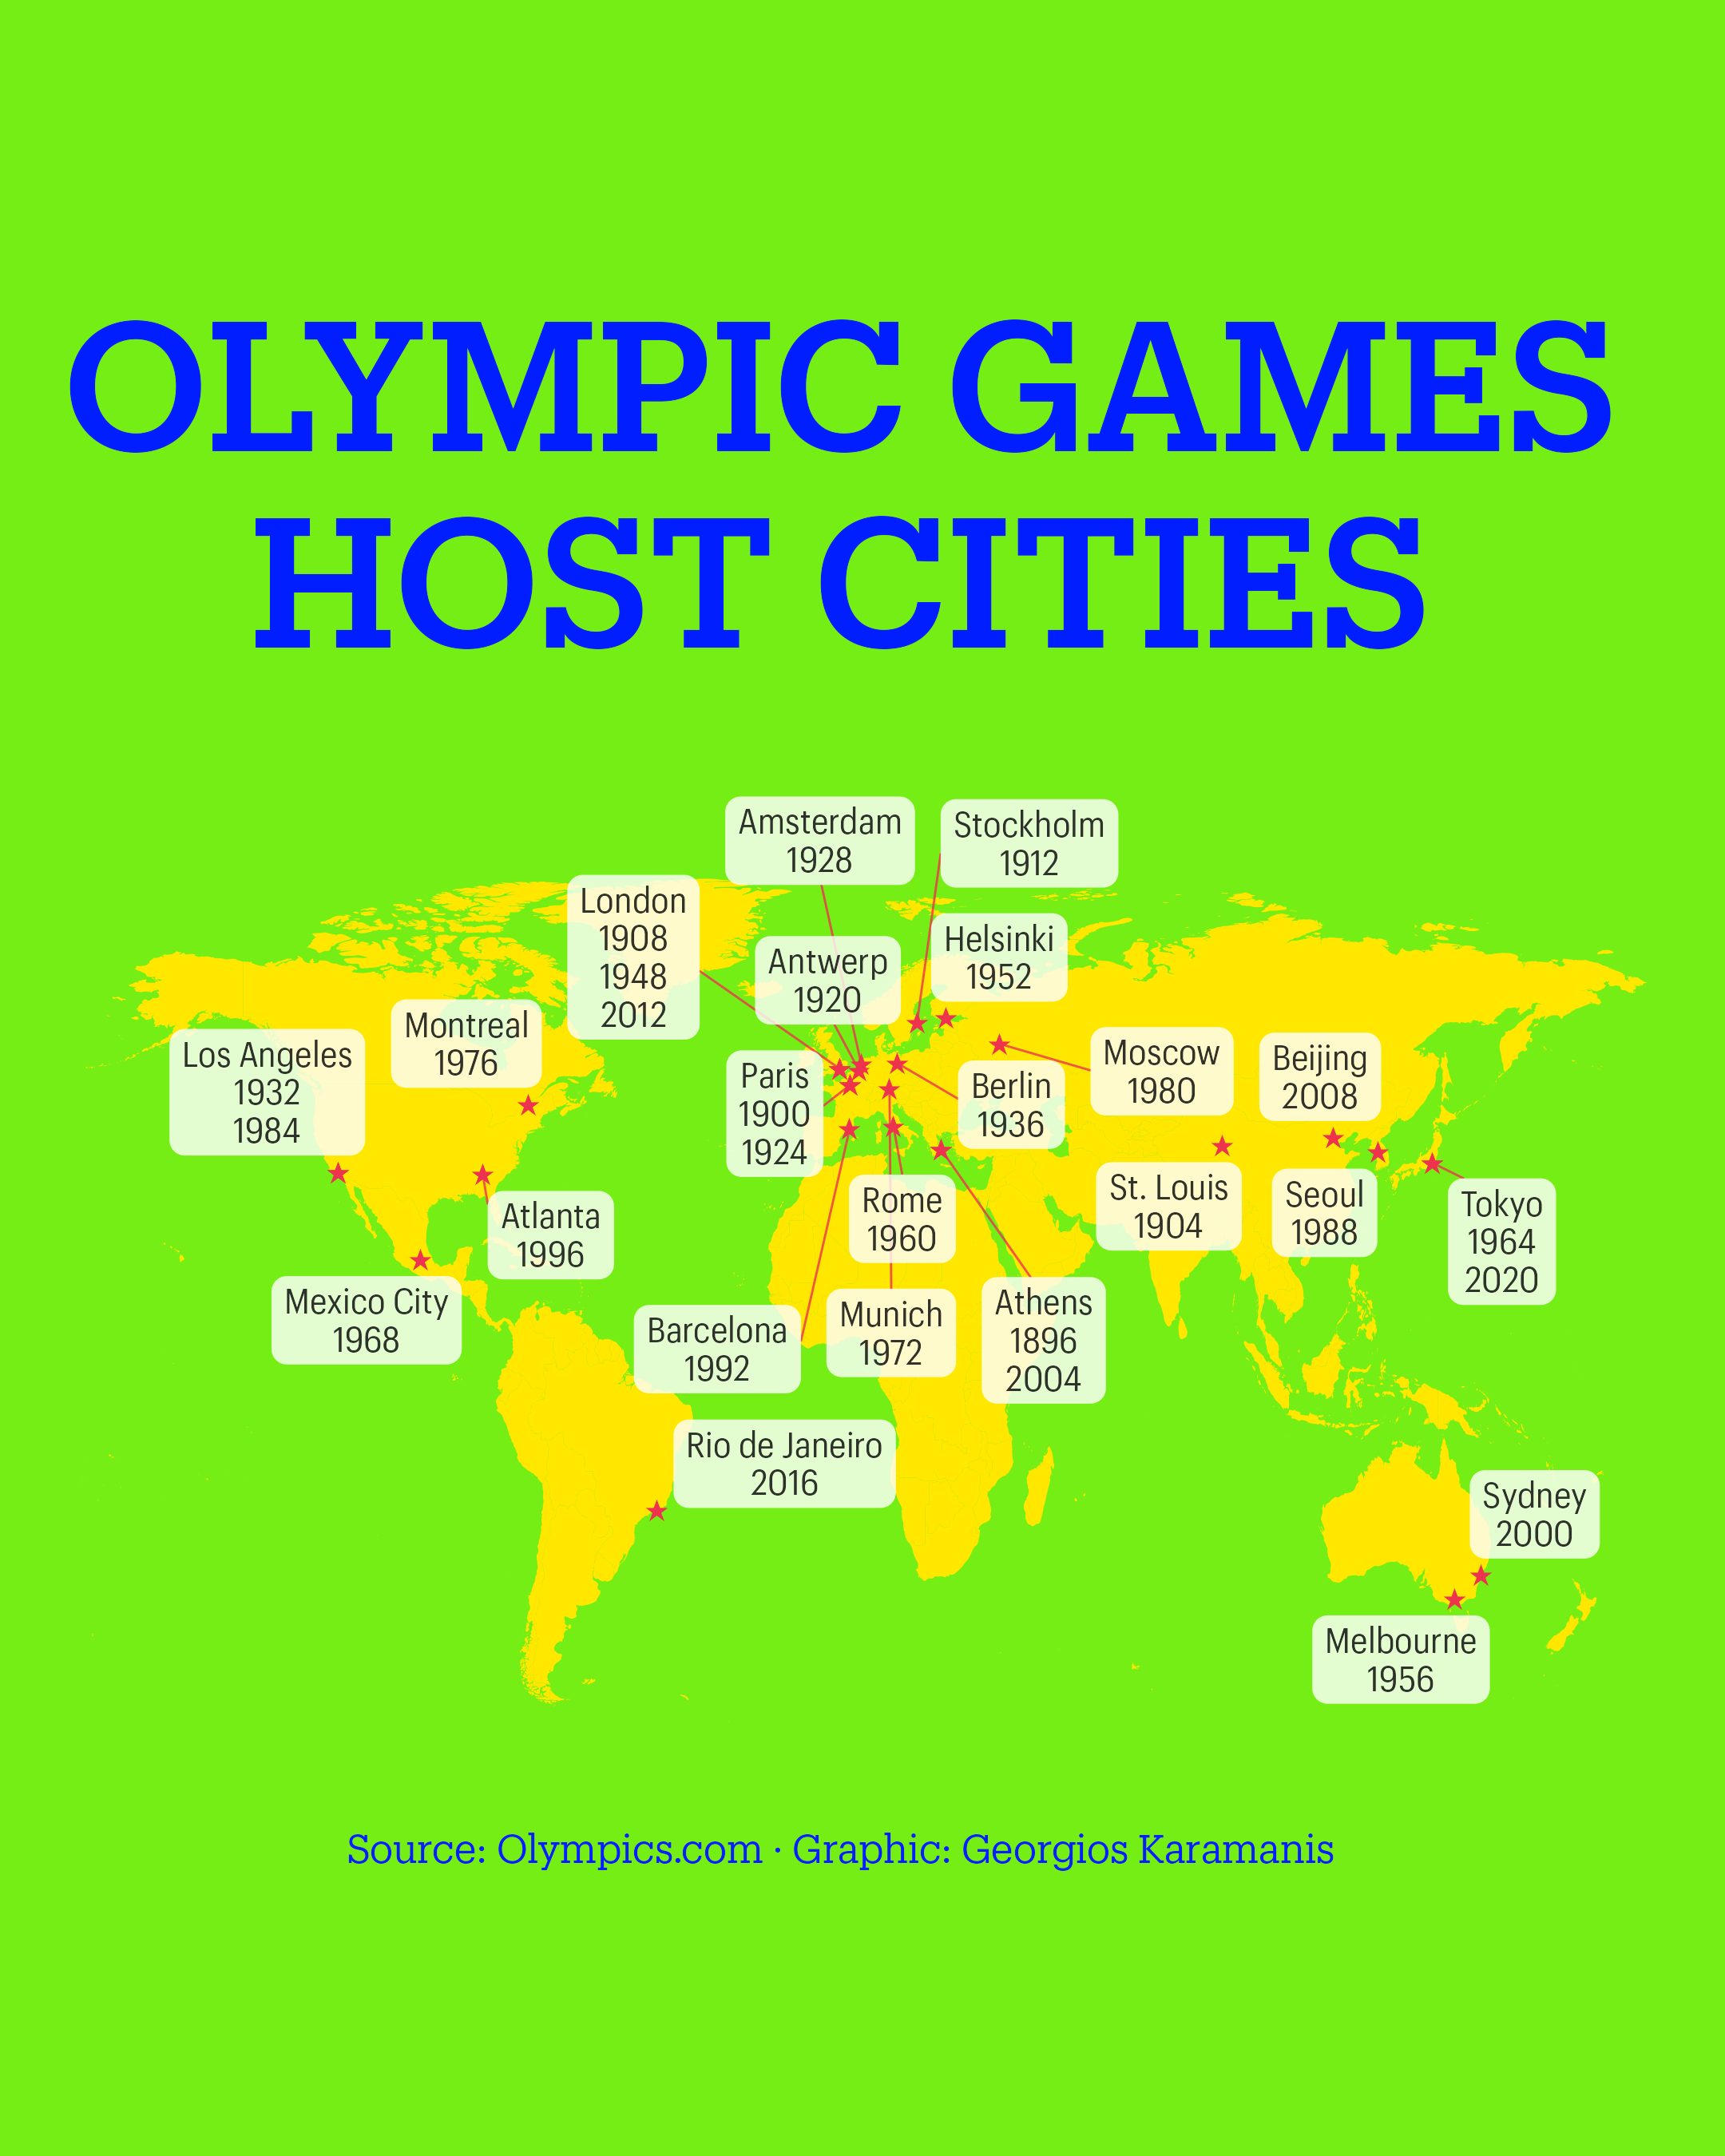 OLYMPIC GAMES
HOST CITIES
Amsterdam
1928
Stockholm
1912
London
1908
1948
2012
Antwerp
1920
Helsinki
1952
Montreal
1976
Los Angeles
1932
1984
Paris
1900
1924
Berlin
1936
Moscow
1980
Beijing
2008
Atlanta
1996
Rome
1960
St. Louis
1904
Seoul
1988
Tokyo
1964
2020
Mexico City
1968
Barcelona
1992
Munich
1972
Athens
1896
2004
Rio de Janeiro
2016
Sydney
2000
Melbourne
1956
Source: Olympics.com · Graphic: Georgios Karamanis